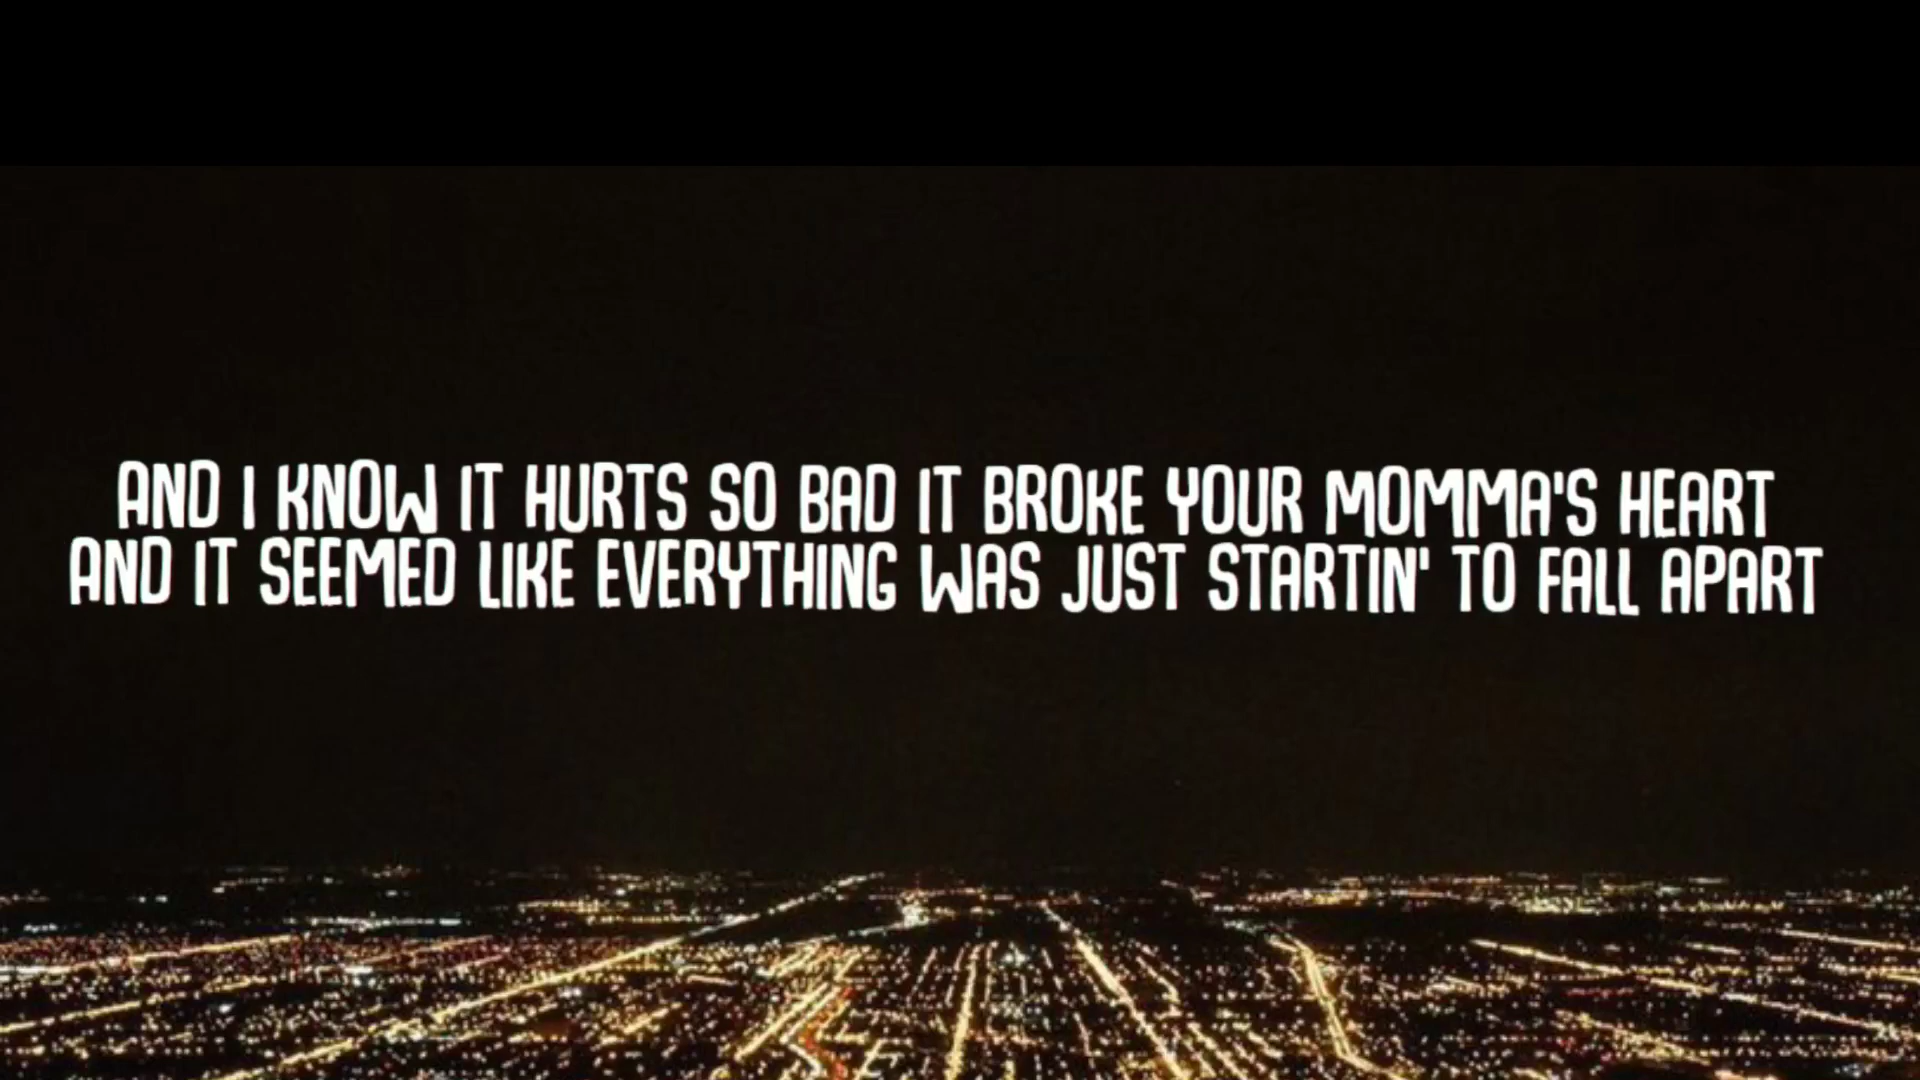 AND I KNOW IT HURTS SO BAD IT BROKE YOUR MOMMA'S HEART
AND IT SEEMED LIKE EVERYTHING WAS JUST STARTIN' TO FALL APART